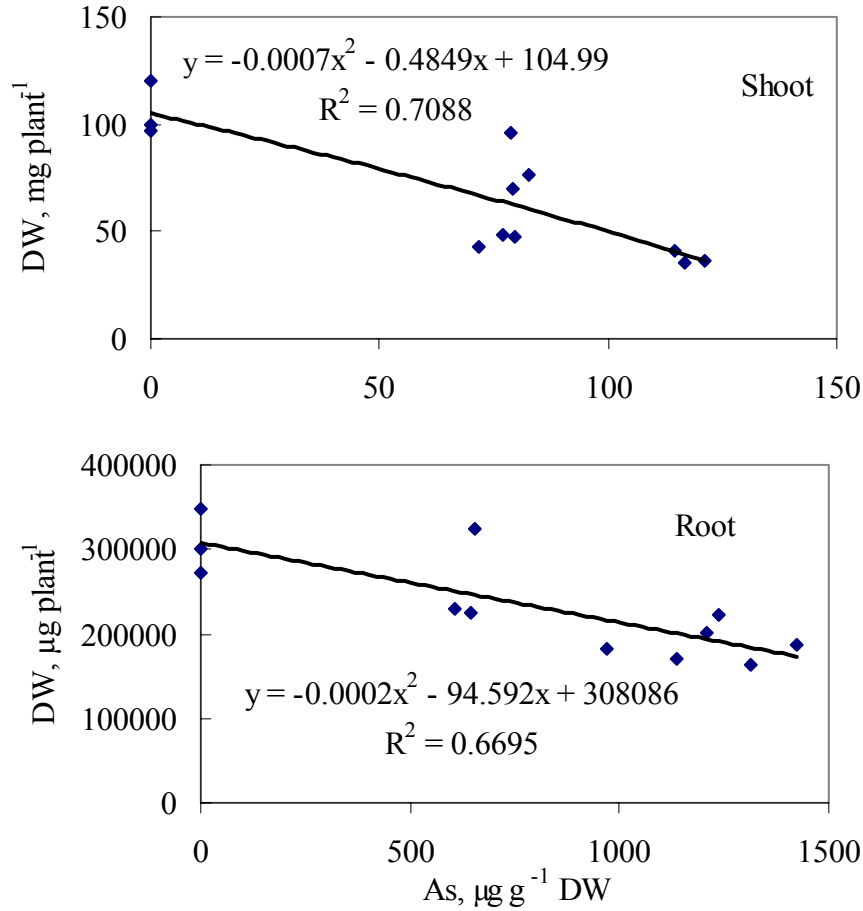 150
y = -0.0007x² - 0.4849x + 104.99
Shoot
R² = 0.7088
100
50
0
DW, mg plant⁻¹
0 50 100 150
400000
Root
300000
200000
y = -0.0002x² - 94.592x + 308086
100000
R² = 0.6695
0
DW, µg plant⁻¹
0 500 1000 1500
As, µg g⁻¹ DW